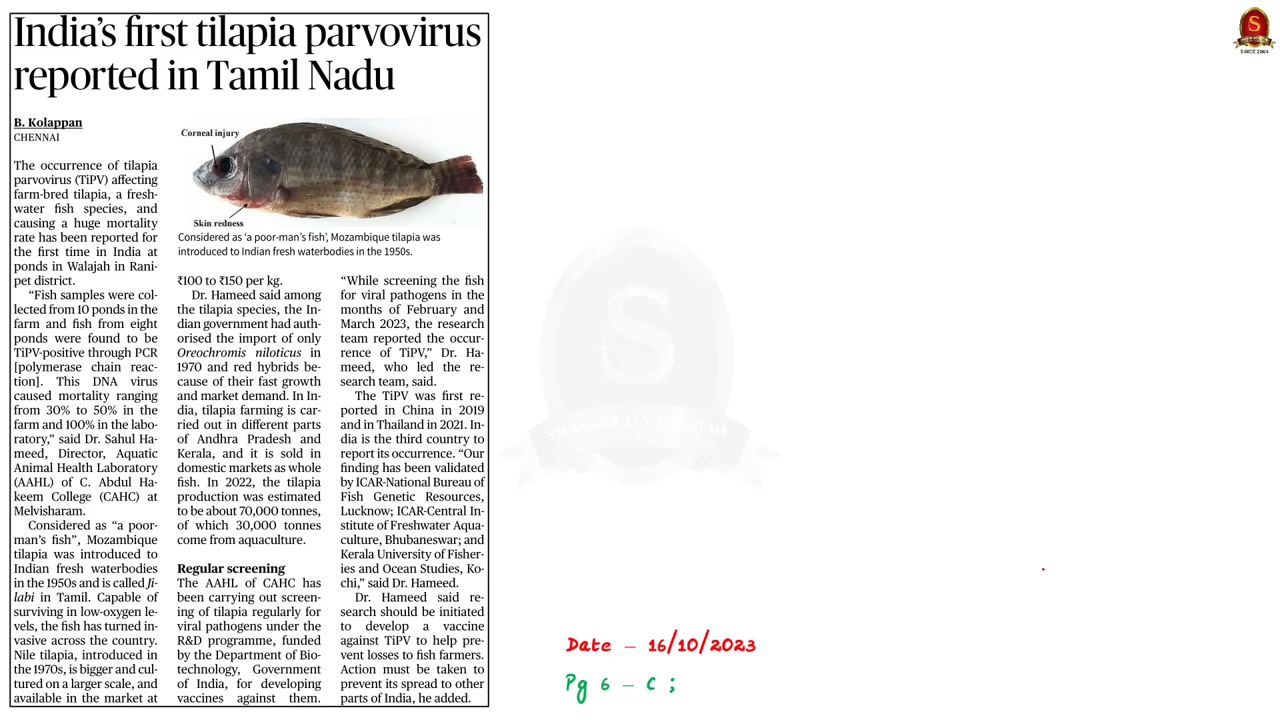 India's first tilapia parvovirus
reported in Tamil Nadu
B. Kolappan
CHENNAI
The occurrence of tilapia
parvovirus (TiPV) affecting
farm-bred tilapia, a fresh-
water fish species, and
causing a huge mortality
rate has been reported for
the first time in India at
ponds in Walajah in Rani-
pet district.
“Fish samples were col-
lected from 10 ponds in the
farm and fish from eight
ponds were found to be
TiPV-positive through PCR
[polymerase chain reac-
tion]. This DNA virus
caused mortality ranging
from 30% to 50% in the
farm and 100% in the labo-
ratory,” said Dr. Sahul Ha-
meed, Director, Aquatic
Animal Health Laboratory
(AAHL) of C. Abdul Ha-
keem College (CAHC) at
Melvisharam.
Considered as “a poor-
man’s fish”, Mozambique
tilapia was introduced to
Indian fresh waterbodies
in the 1950s and is called Ji-
labi in Tamil. Capable of
surviving in low-oxygen le-
vels, the fish has turned in-
vasive across the country.
Nile tilapia, introduced in
the 1970s, is bigger and cul-
tured on a larger scale, and
available in the market at
Corneal injury
Skin redness
Considered as ‘a poor-man’s fish’, Mozambique tilapia was
introduced to Indian fresh waterbodies in the 1950s.
₹100 to ₹150 per kg.
Dr. Hameed said among
the tilapia species, the In-
dian government had auth-
orised the import of only
Oreochromis niloticus in
1970 and red hybrids be-
cause of their fast growth
and market demand. In In-
dia, tilapia farming is car-
ried out in different parts
of Andhra Pradesh and
Kerala, and it is sold in
domestic markets as whole
fish. In 2022, the tilapia
production was estimated
to be about 70,000 tonnes,
of which 30,000 tonnes
come from aquaculture.
Regular screening
The AAHL of CAHC has
been carrying out screen-
ing of tilapia regularly for
viral pathogens under the
R&D programme, funded
by the Department of Bio-
technology, Government
of India, for developing
vaccines against them.
“While screening the fish
for viral pathogens in the
months of February and
March 2023, the research
team reported the occur-
rence of TiPV,” Dr. Ha-
meed, who led the re-
search team, said.
The TiPV was first re-
ported in China in 2019
and in Thailand in 2021. In-
dia is the third country to
report its occurrence. “Our
finding has been validated
by ICAR-National Bureau of
Fish Genetic Resources,
Lucknow; ICAR-Central In-
stitute of Freshwater Aqua-
culture, Bhubaneswar; and
Kerala University of Fisher-
ies and Ocean Studies, Ko-
chi,” said Dr. Hameed.
Dr. Hameed said re-
search should be initiated
to develop a vaccine
against TiPV to help pre-
vent losses to fish farmers.
Action must be taken to
prevent its spread to other
parts of India, he added.
S
SHANKAR IAS ACADEMY
S
SINCE 2004
Date – 16/10/2023
Pg 6 – C ;